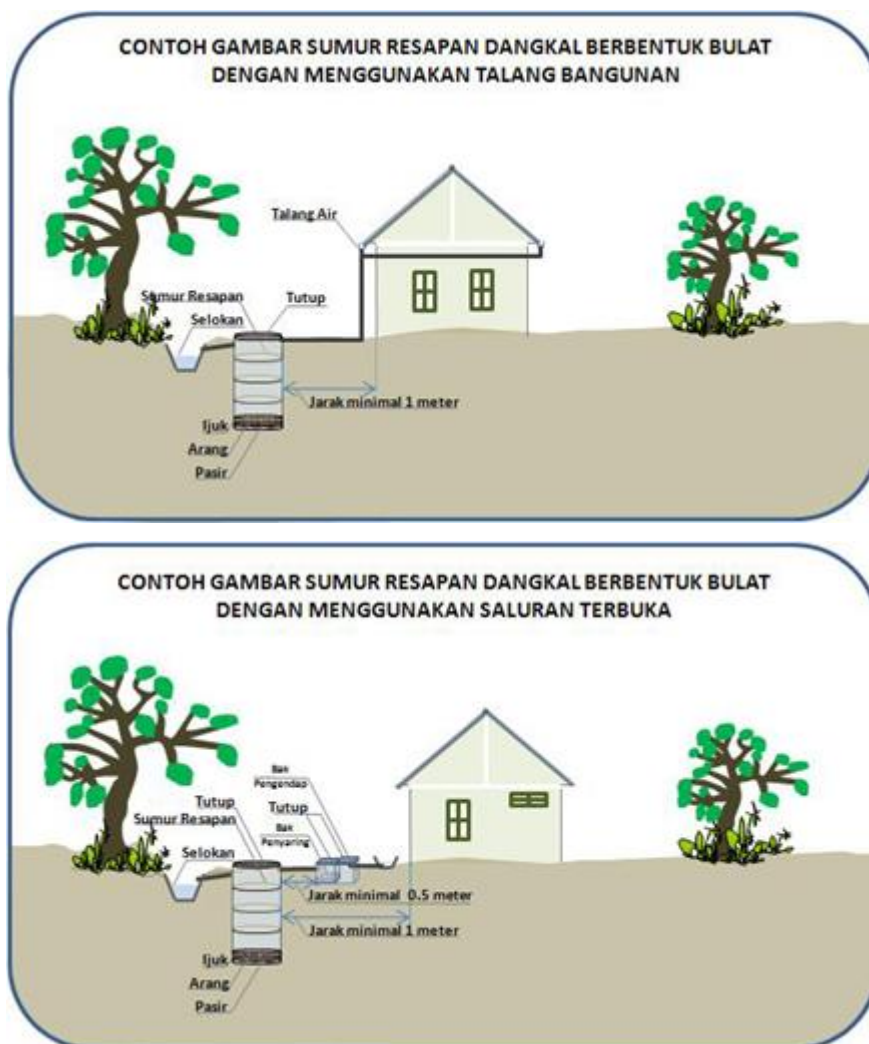 CONTOH GAMBAR SUMUR RESAPAN DANGKAL BERBENTUK BULAT
DENGAN MENGGUNAKAN TALANG BANGUNAN
Talang Air
Sumur Resapan
Tutup
Selokan
Jarak minimal 1 meter
Ijuk
Arang
Pasir
CONTOH GAMBAR SUMUR RESAPAN DANGKAL BERBENTUK BULAT
DENGAN MENGGUNAKAN SALURAN TERBUKA
Bak
Pengendap
Tutup
Tutup
Sumur Resapan
Bak
Penyaring
Selokan
Jarak minimal 0.5 meter
Jarak minimal 1 meter
Ijuk
Arang
Pasir